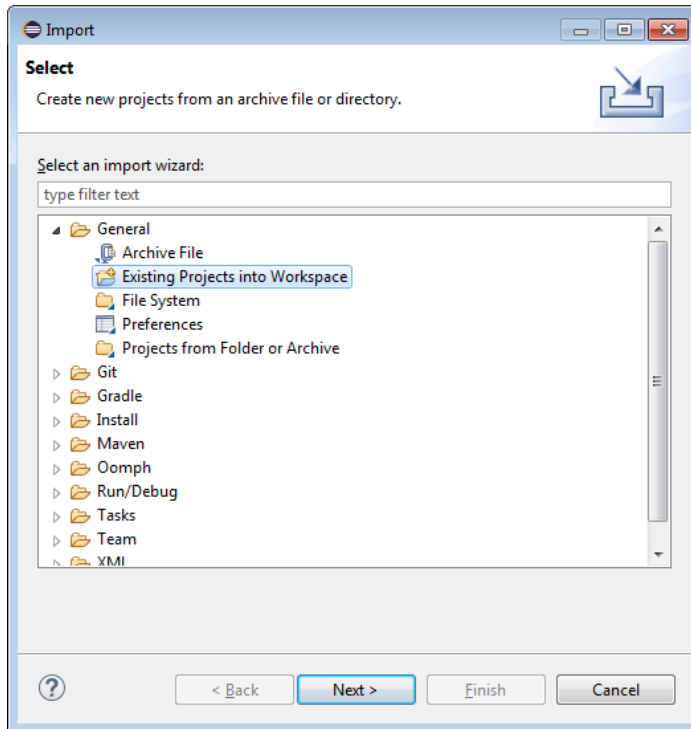 Import
Select
Create new projects from an archive file or directory.
Select an import wizard:
type filter text
General
Archive File
Existing Projects into Workspace
File System
Preferences
Projects from Folder or Archive
Git
Gradle
Install
Maven
Oomph
Run/Debug
Tasks
Team
XML
?
< Back Next > Finish Cancel